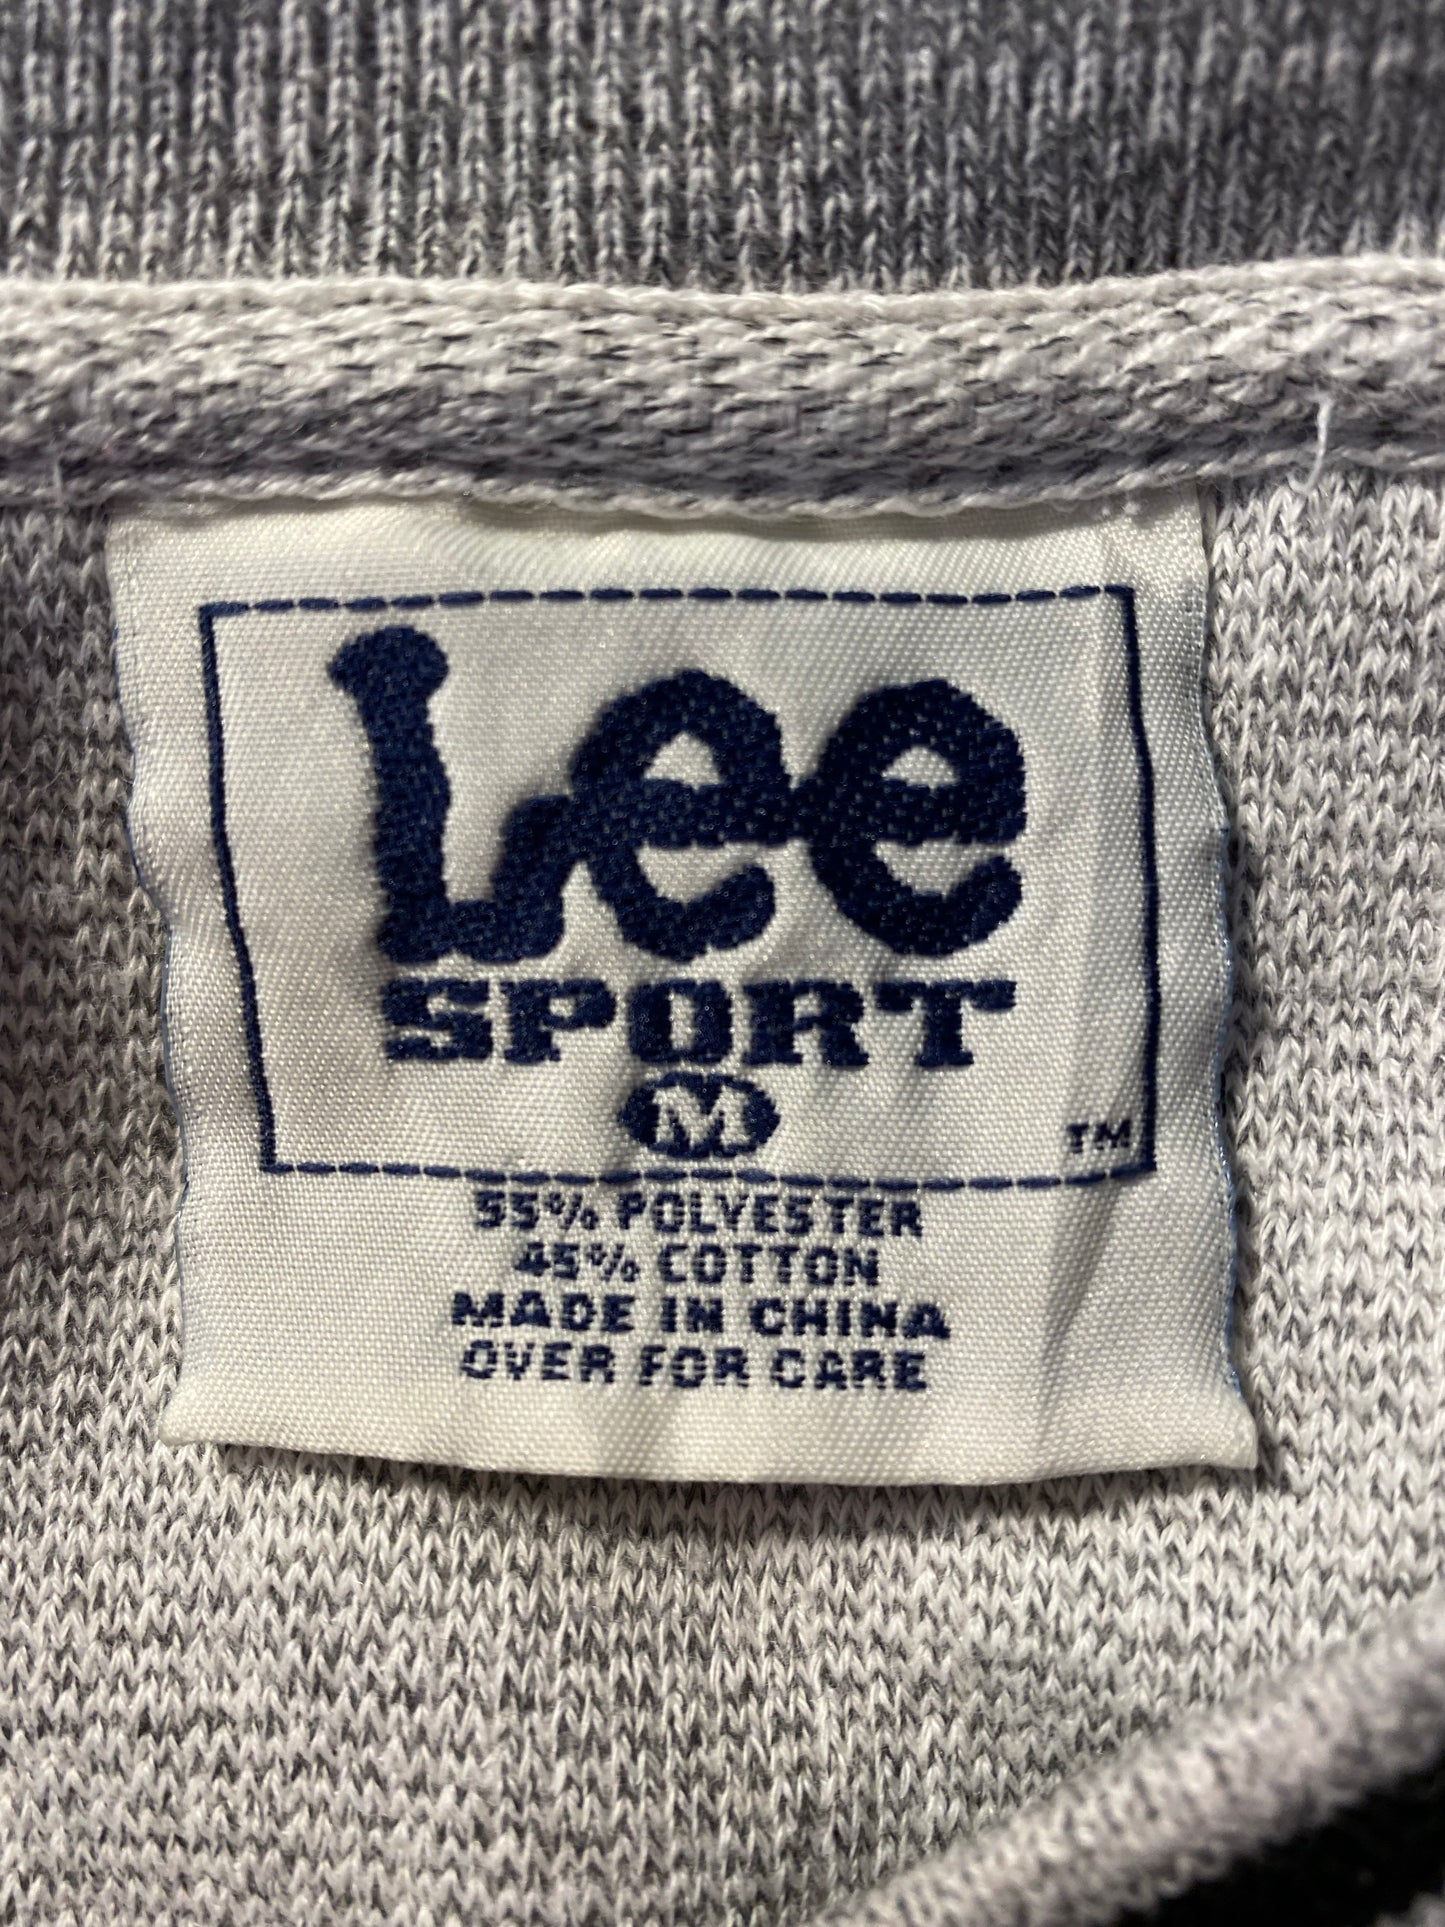 Lee
SPORT
M
TM
55% POLYESTER
45% COTTON
MADE IN CHINA
OVER FOR CARE